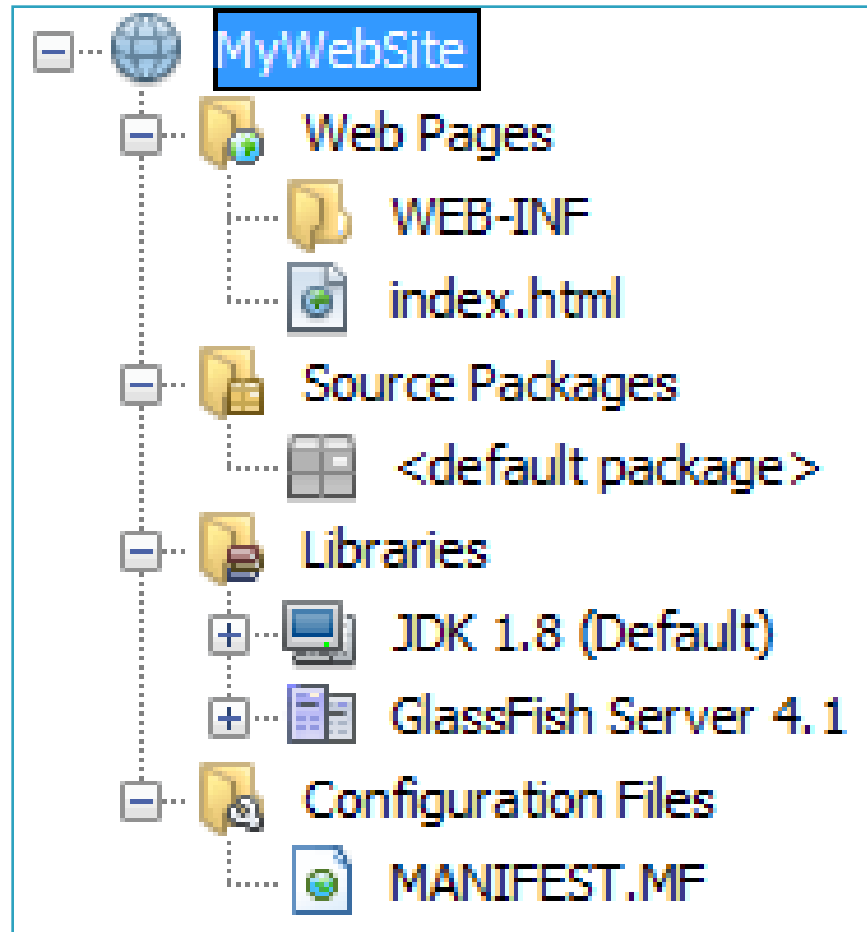 MyWebSite
Web Pages
WEB-INF
index.html
Source Packages
<default package>
Libraries
JDK 1.8 (Default)
GlassFish Server 4.1
Configuration Files
MANIFEST.MF